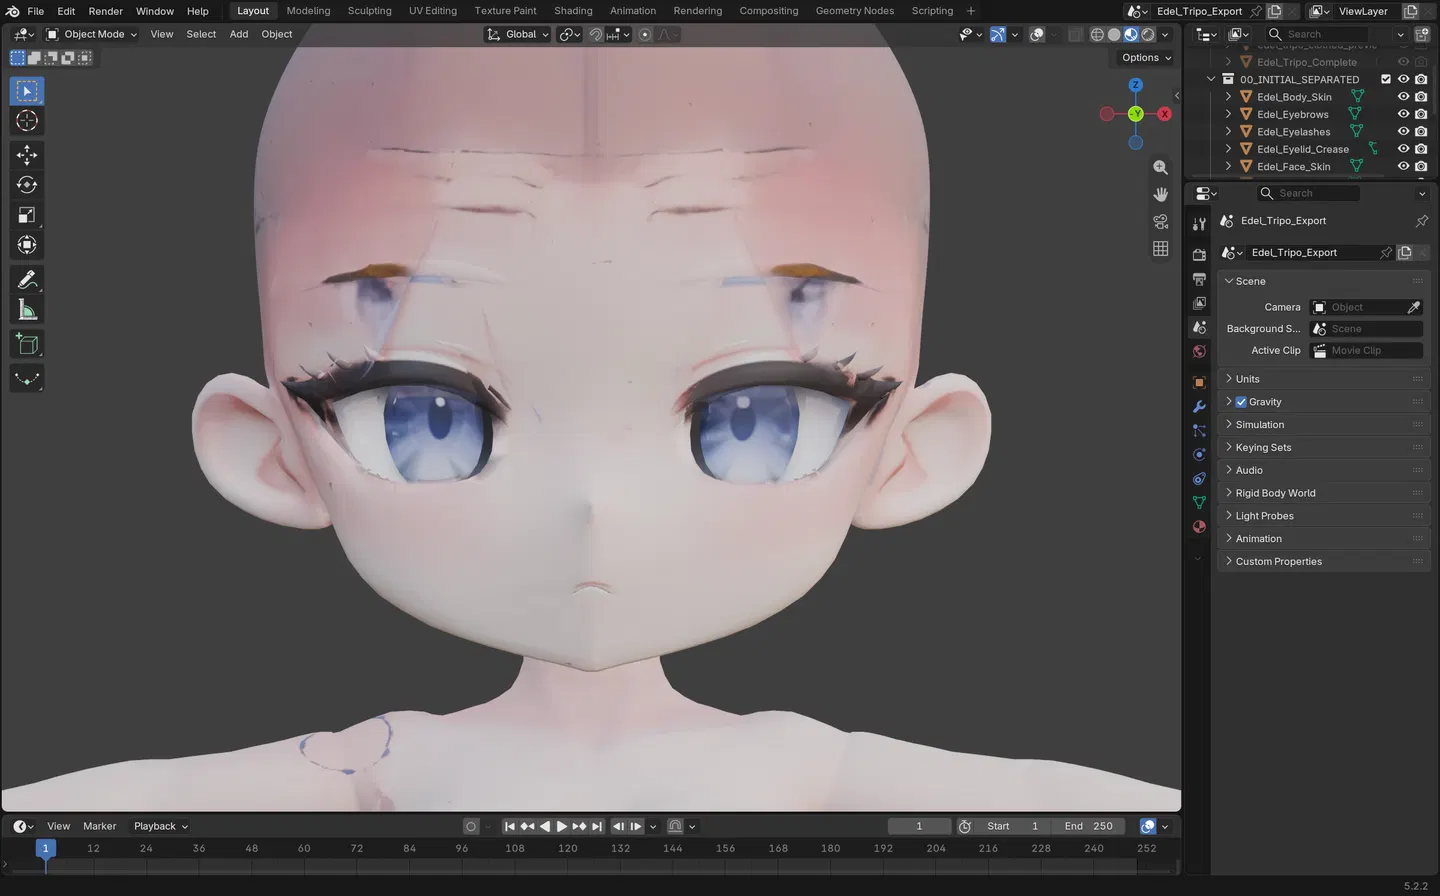 File Edit Render Window Help Layout Modeling Sculpting UV Editing Texture Paint Shading Animation Rendering Compositing Geometry Nodes Scripting Edel_Tripo_Export ViewLayer
Object Mode View Select Add Object Global
Options
Z
-Y X
Search
Edel_Tripo_Complete
00_INITIAL_SEPARATED
Edel_Body_Skin
Edel_Eyebrows
Edel_Eyelashes
Edel_Eyelid_Crease
Edel_Face_Skin
Search
Edel_Tripo_Export
Edel_Tripo_Export
Scene
Camera Object
Background S... Scene
Active Clip Movie Clip
Units
Gravity
Simulation
Keying Sets
Audio
Rigid Body World
Light Probes
Animation
Custom Properties
View Marker Playback 1 Start 1 End 250
1 12 24 36 48 60 72 84 96 108 120 132 144 156 168 180 192 204 216 228 240 252
5.2.2